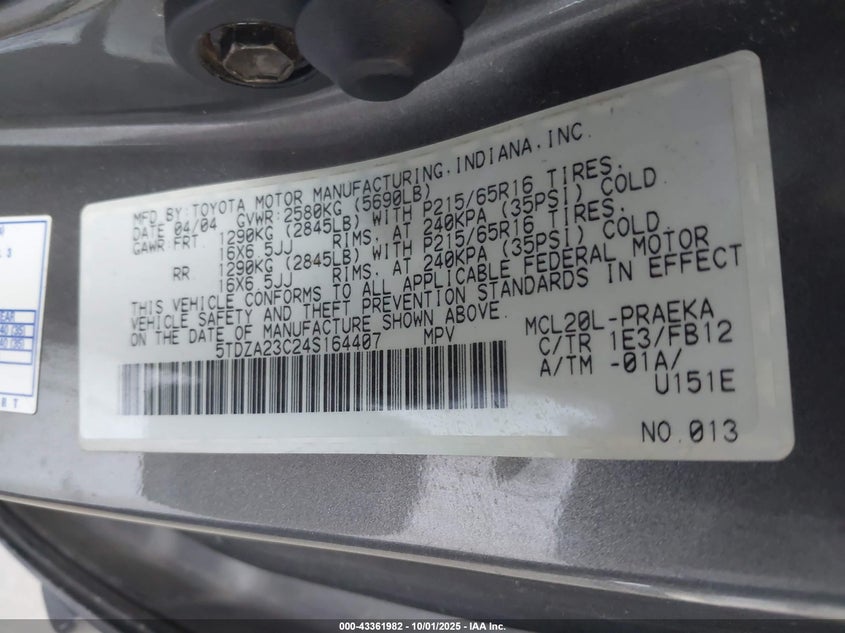 MFD.BY:TOYOTA MOTOR MANUFACTURING,INDIANA,INC.
DATE 04/04 GVWR:2580KG (5690LB)
GAWR:FRT. 1290KG (2845LB) WITH P215/65R16 TIRES,
16X6.5JJ RIMS, AT 240KPA (35PSI) COLD
RR 1290KG (2845LB) WITH P215/65R16 TIRES,
16X6.5JJ RIMS, AT 240KPA (35PSI) COLD.
THIS VEHICLE CONFORMS TO ALL APPLICABLE FEDERAL MOTOR
VEHICLE SAFETY AND THEFT PREVENTION STANDARDS IN EFFECT
ON THE DATE OF MANUFACTURE SHOWN ABOVE.
5TDZA23C24S164407 MPV
MCL20L-PRAEKA
C/TR 1E3/FB12
A/TM -01A/
U151E
NO.013
000-43361982 - 10/01/2025 - IAA Inc.